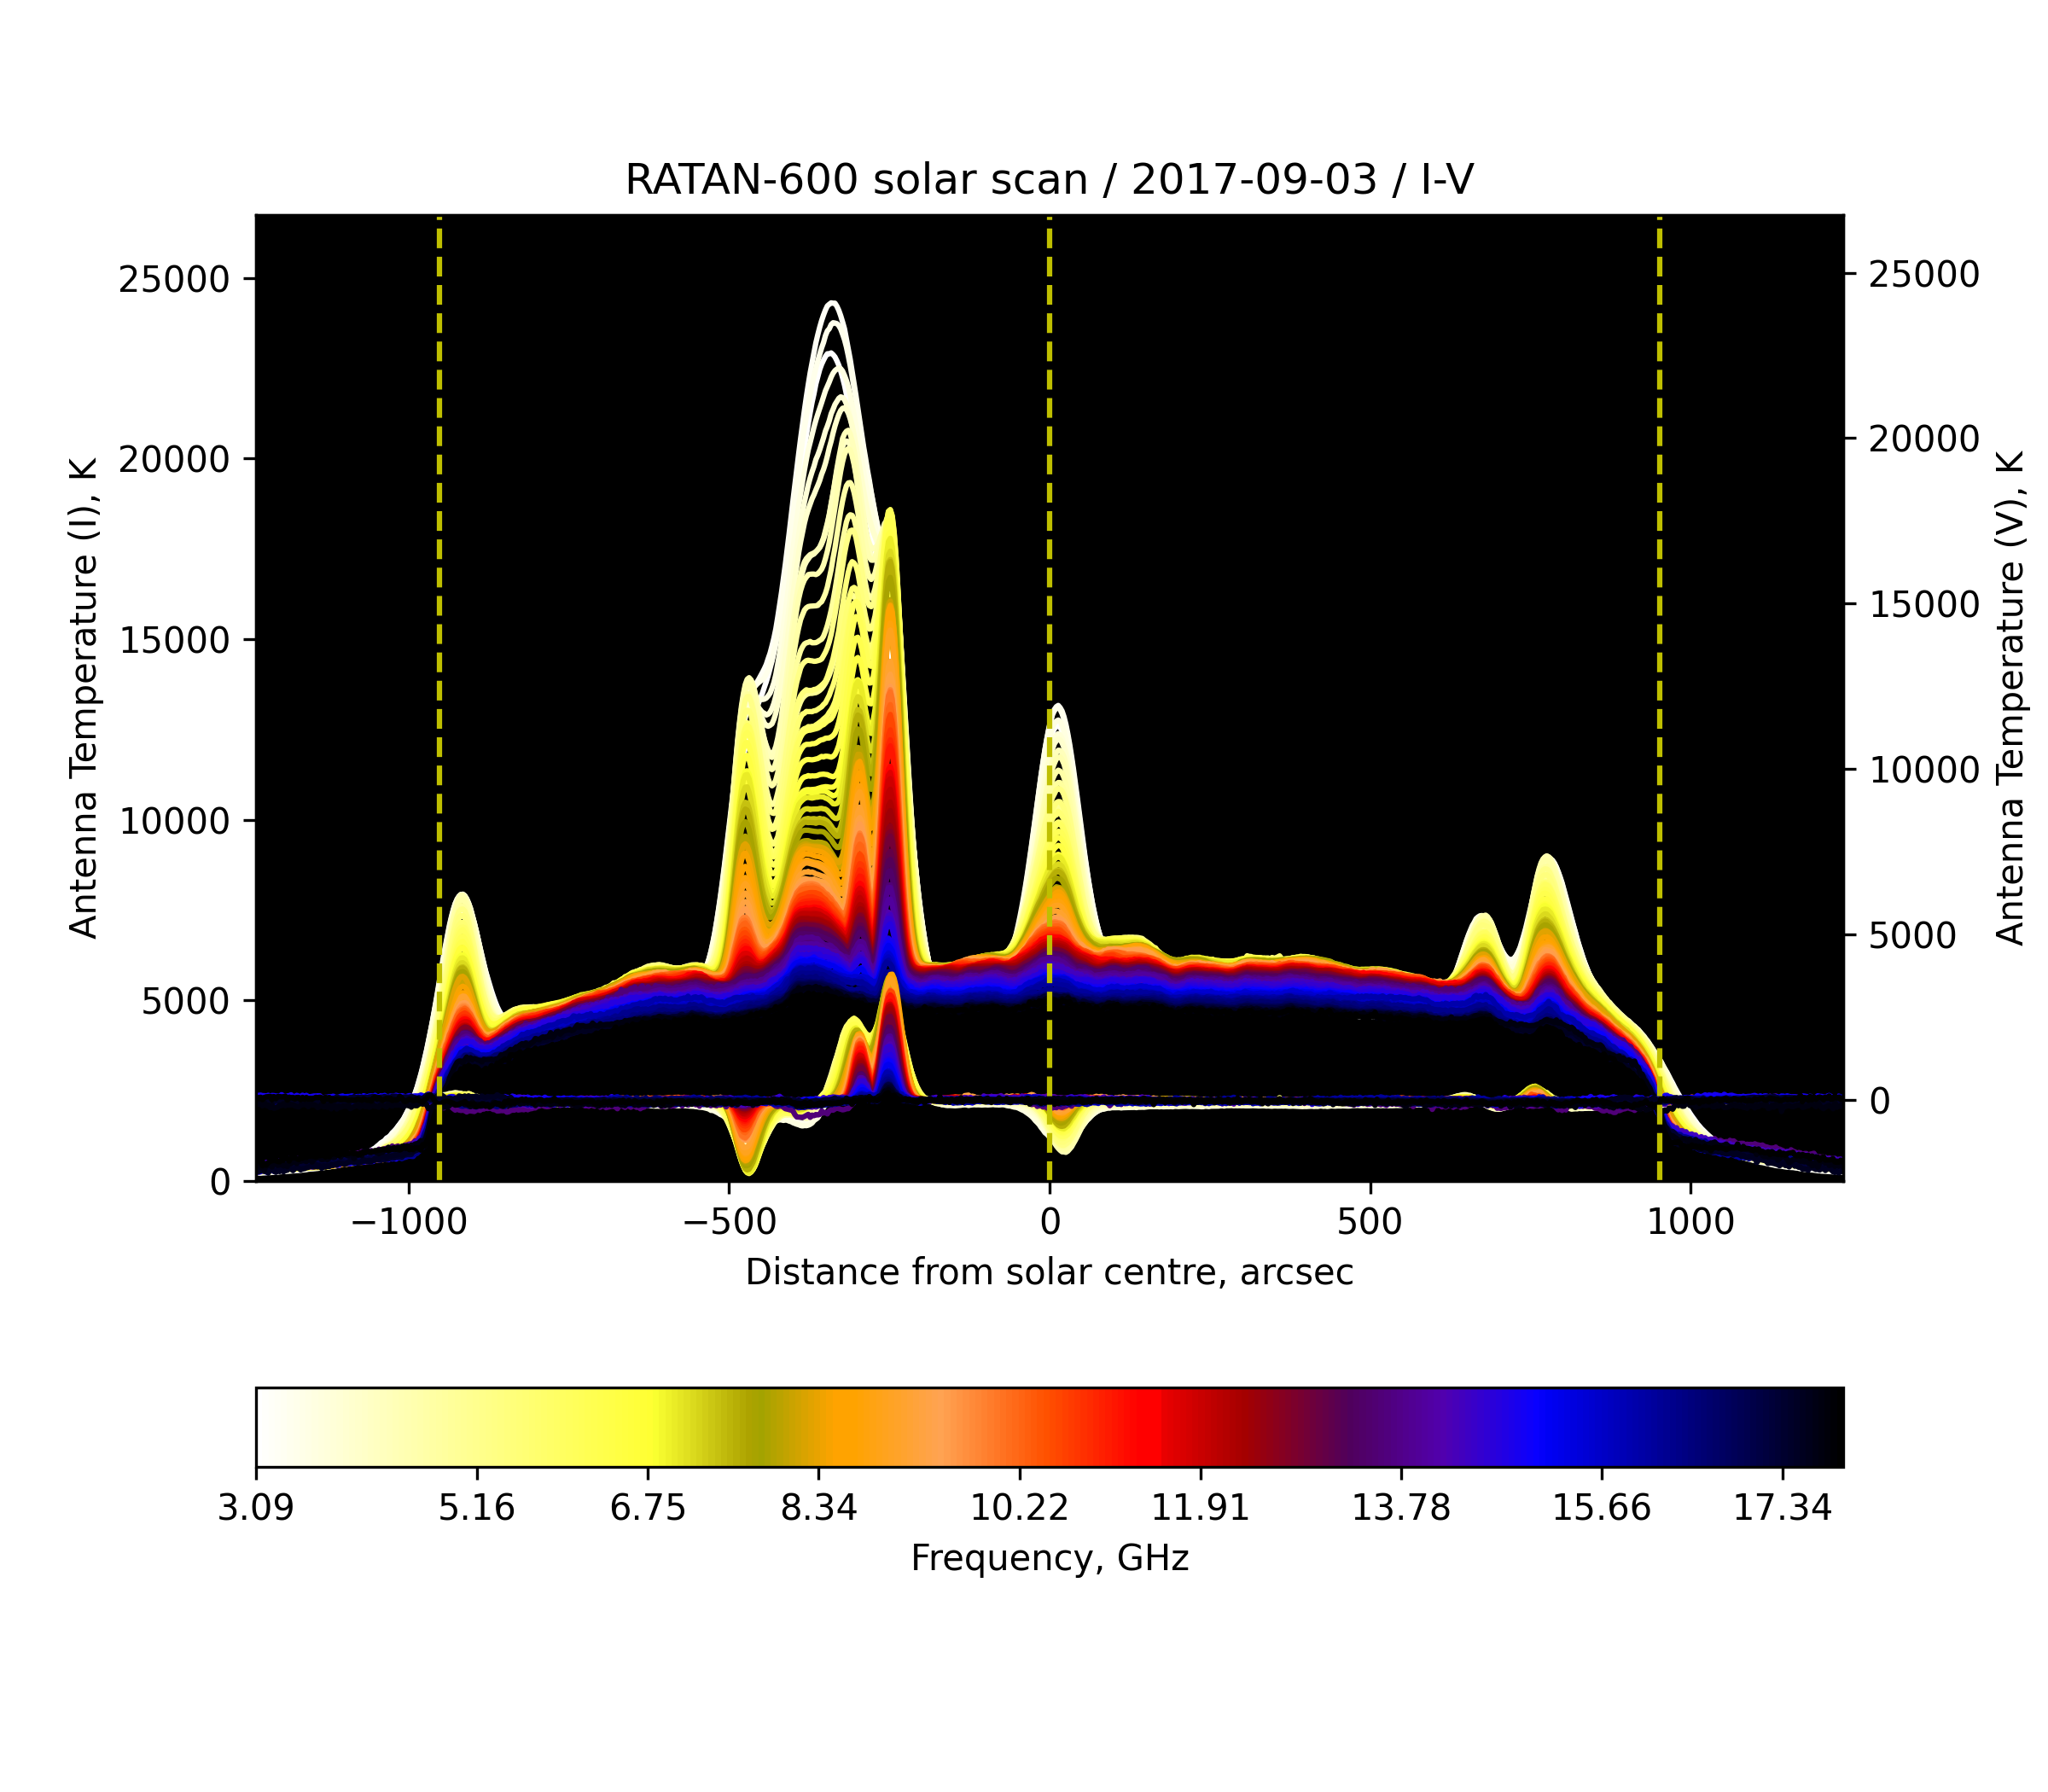 RATAN-600 solar scan / 2017-09-03 / I-V
25000
20000
15000
10000
5000
0
Antenna Temperature (I), K
25000
20000
15000
10000
5000
0
Antenna Temperature (V), K
−1000 −500 0 500 1000
Distance from solar centre, arcsec
3.09 5.16 6.75 8.34 10.22 11.91 13.78 15.66 17.34
Frequency, GHz